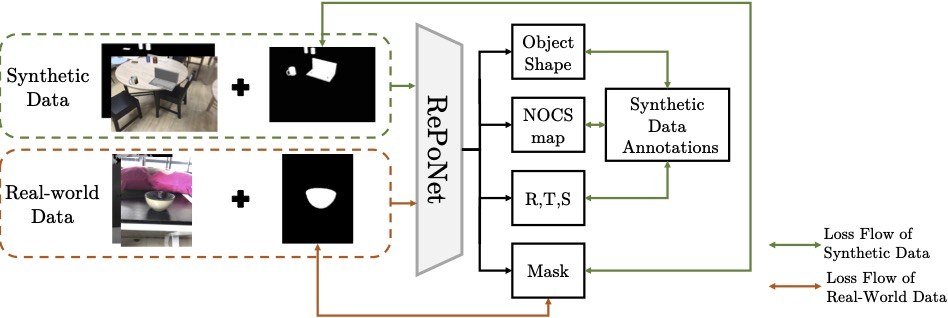 Synthetic
Data
+
Real-world
Data
+
RePoNet
Object
Shape
NOCS
map
R,T,S
Mask
Synthetic
Data
Annotations
Loss Flow of
Synthetic Data
Loss Flow of
Real-World Data